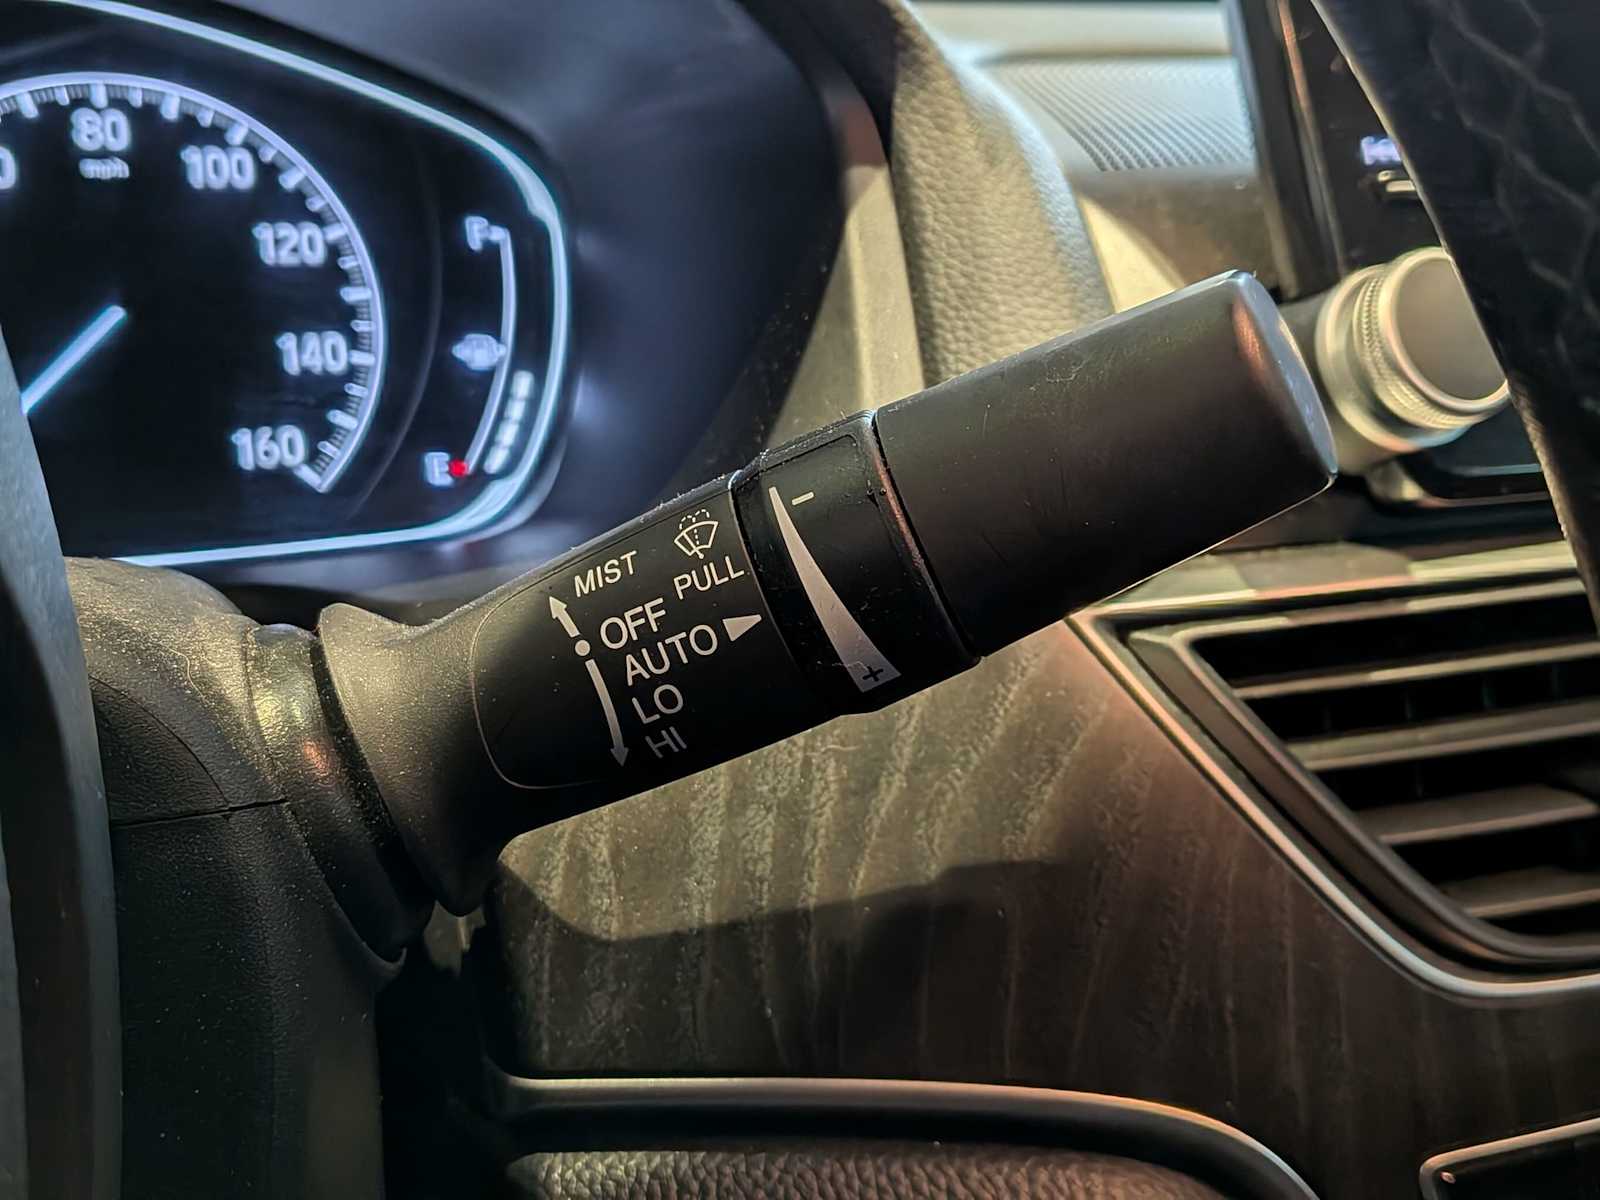 80
mph
100
120
140
160
F
E
MIST
PULL
OFF
AUTO
LO
HI
−
+